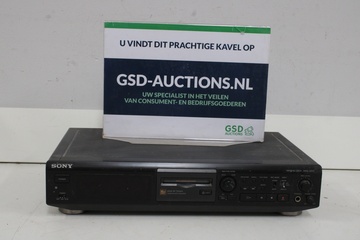 U VINDT DIT PRACHTIGE KAVEL OP
GSD-AUCTIONS.NL
UW SPECIALIST IN HET VEILEN
VAN CONSUMENT- EN BEDRIJFSGOEDEREN
GSD
AUCTIONS
SONY